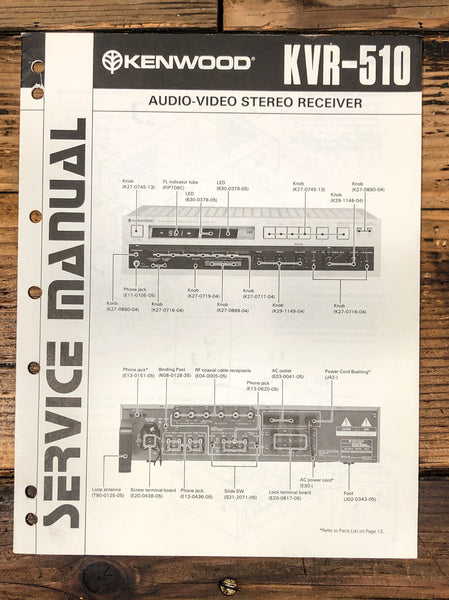 KENWOOD
KVR-510
AUDIO-VIDEO STEREO RECEIVER
SERVICE MANUAL
Knob
(K27-0745-13)
FL indicator tube
(FIP7D8C)
LED
(B30-0378-05)
LED
(B30-0379-05)
Knob
(K27-0745-13)
Knob
(K29-1148-04)
Knob
(K27-0890-04)
Phone jack
(E11-0105-05)
Knob
(K27-0890-04)
Knob
(K27-0716-04)
Knob
(K27-0719-04)
Knob
(K27-0889-04)
Knob
(K27-0717-04)
Knob
(K29-1149-04)
Knob
(K27-0716-04)
Phone jack*
(E13-0151-05)
Binding Post
(N08-0128-35)
RF coaxial cable receptacle
(E04-0006-05)
Phone jack
(E13-0620-05)
AC outlet
(E03-0041-05)
Power Cord Bushing*
(J42-)
Loop antenna
(T90-0125-05)
Screw terminal board
(E20-0438-05)
Phone jack
(E13-0436-05)
Slide SW
(S31-2071-05)
Lock terminal board
(E20-0817-05)
AC power cord*
(E30-)
Foot
(J02-0343-05)
*Refer to Parts List on Page 13.